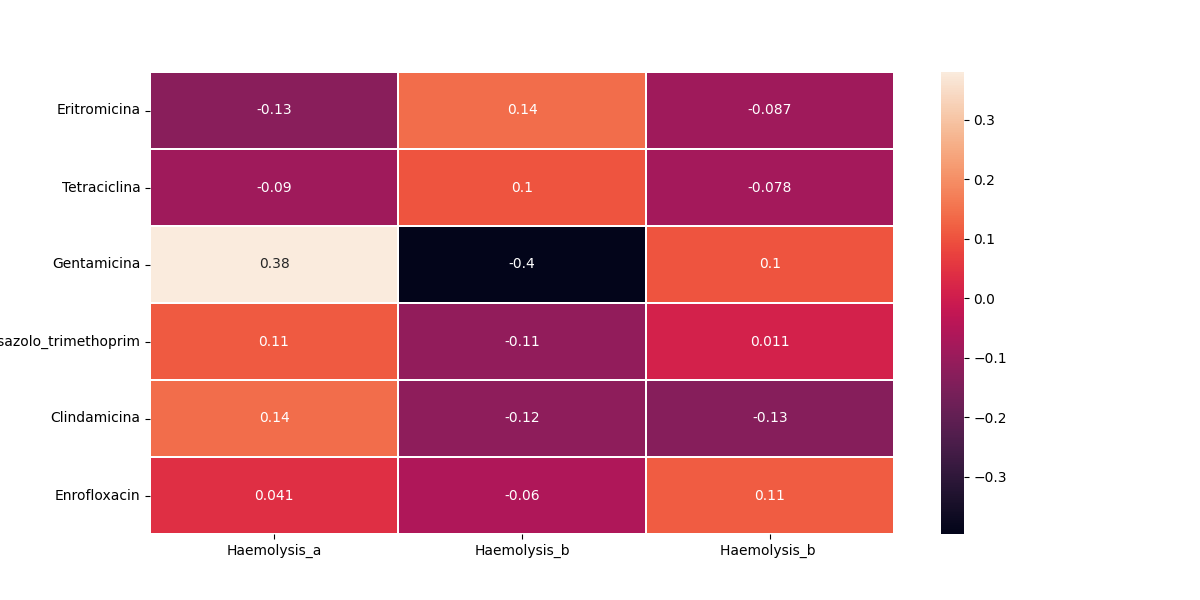 Eritromicina -0.13 0.14 -0.087
Tetraciclina -0.09 0.1 -0.078
Gentamicina 0.38 -0.4 0.1
sazolo_trimethoprim 0.11 -0.11 0.011
Clindamicina 0.14 -0.12 -0.13
Enrofloxacin 0.041 -0.06 0.11
Haemolysis_a Haemolysis_b Haemolysis_b
0.3
0.2
0.1
0.0
−0.1
−0.2
−0.3